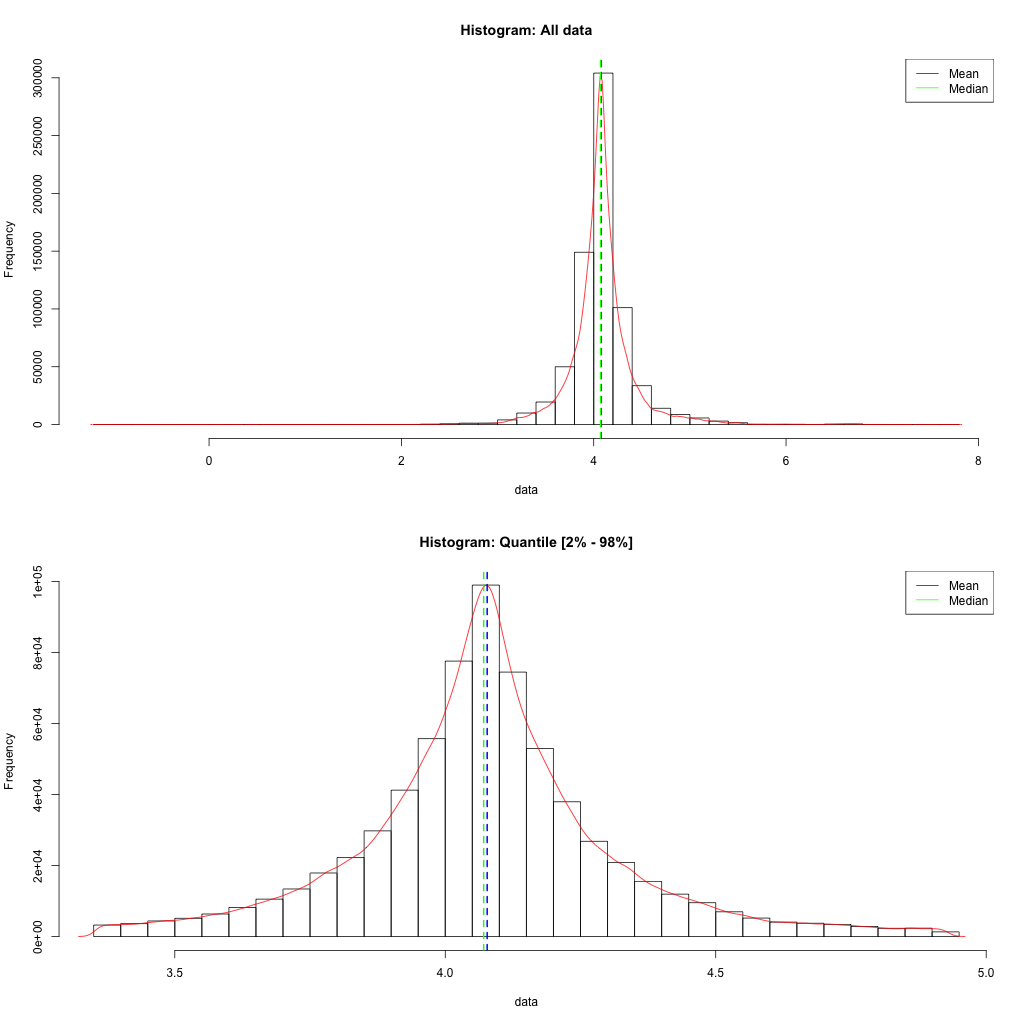 Histogram: All data
Mean
Median
Frequency
300000
250000
200000
150000
100000
50000
0
0 2 4 6 8
data
Histogram: Quantile [2% - 98%]
Mean
Median
Frequency
1e+05
8e+04
6e+04
4e+04
2e+04
0e+00
3.5 4.0 4.5 5.0
data